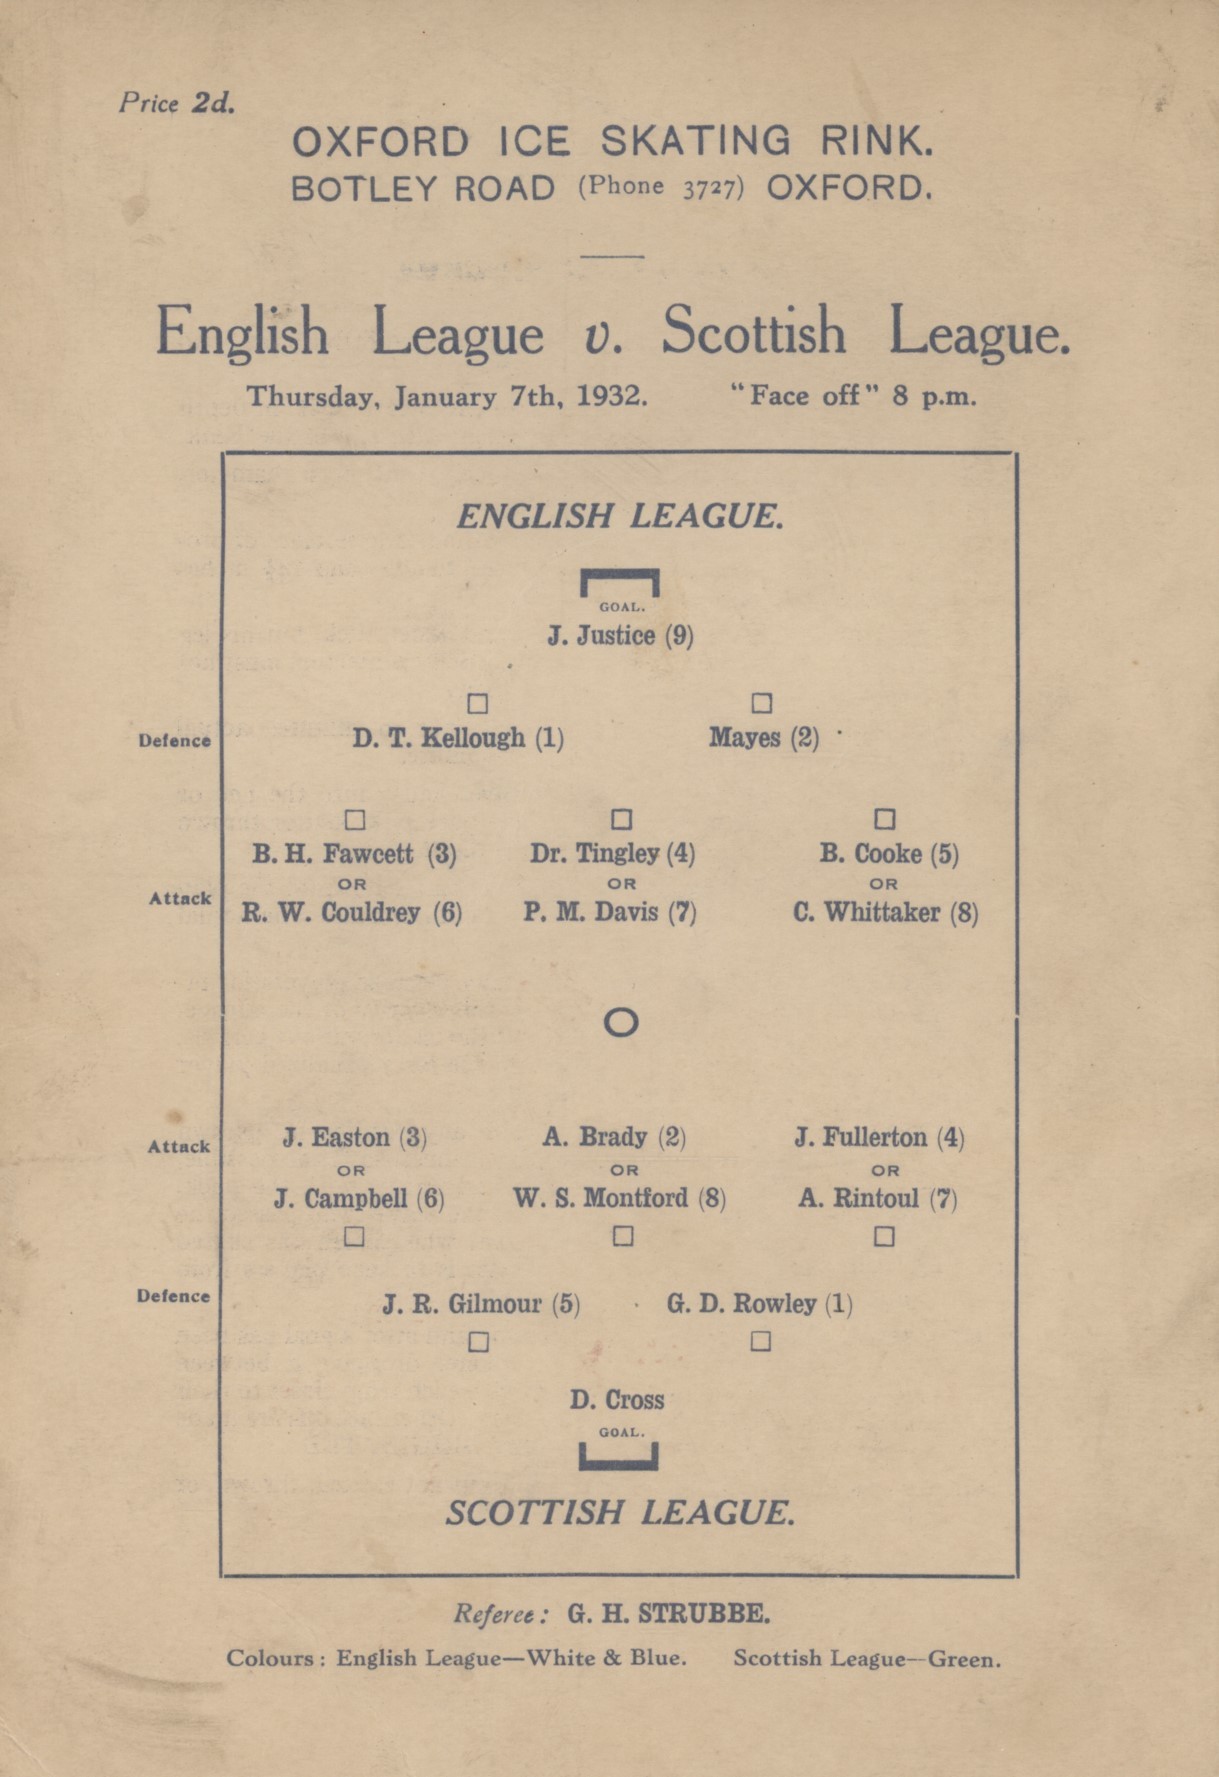 Price 2d.
OXFORD ICE SKATING RINK.
BOTLEY ROAD (Phone 3727) OXFORD.
English League v. Scottish League.
Thursday, January 7th, 1932. "Face off" 8 p.m.
ENGLISH LEAGUE.
GOAL.
J. Justice (9)
Defence D. T. Kellough (1) Mayes (2)
B. H. Fawcett (3) Dr. Tingley (4) B. Cooke (5)
OR OR OR
Attack R. W. Couldrey (6) P. M. Davis (7) C. Whittaker (8)
Attack J. Easton (3) A. Brady (2) J. Fullerton (4)
OR OR OR
J. Campbell (6) W. S. Montford (8) A. Rintoul (7)
Defence J. R. Gilmour (5) G. D. Rowley (1)
D. Cross
GOAL.
SCOTTISH LEAGUE.
Referee: G. H. STRUBBE.
Colours: English League—White & Blue. Scottish League—Green.